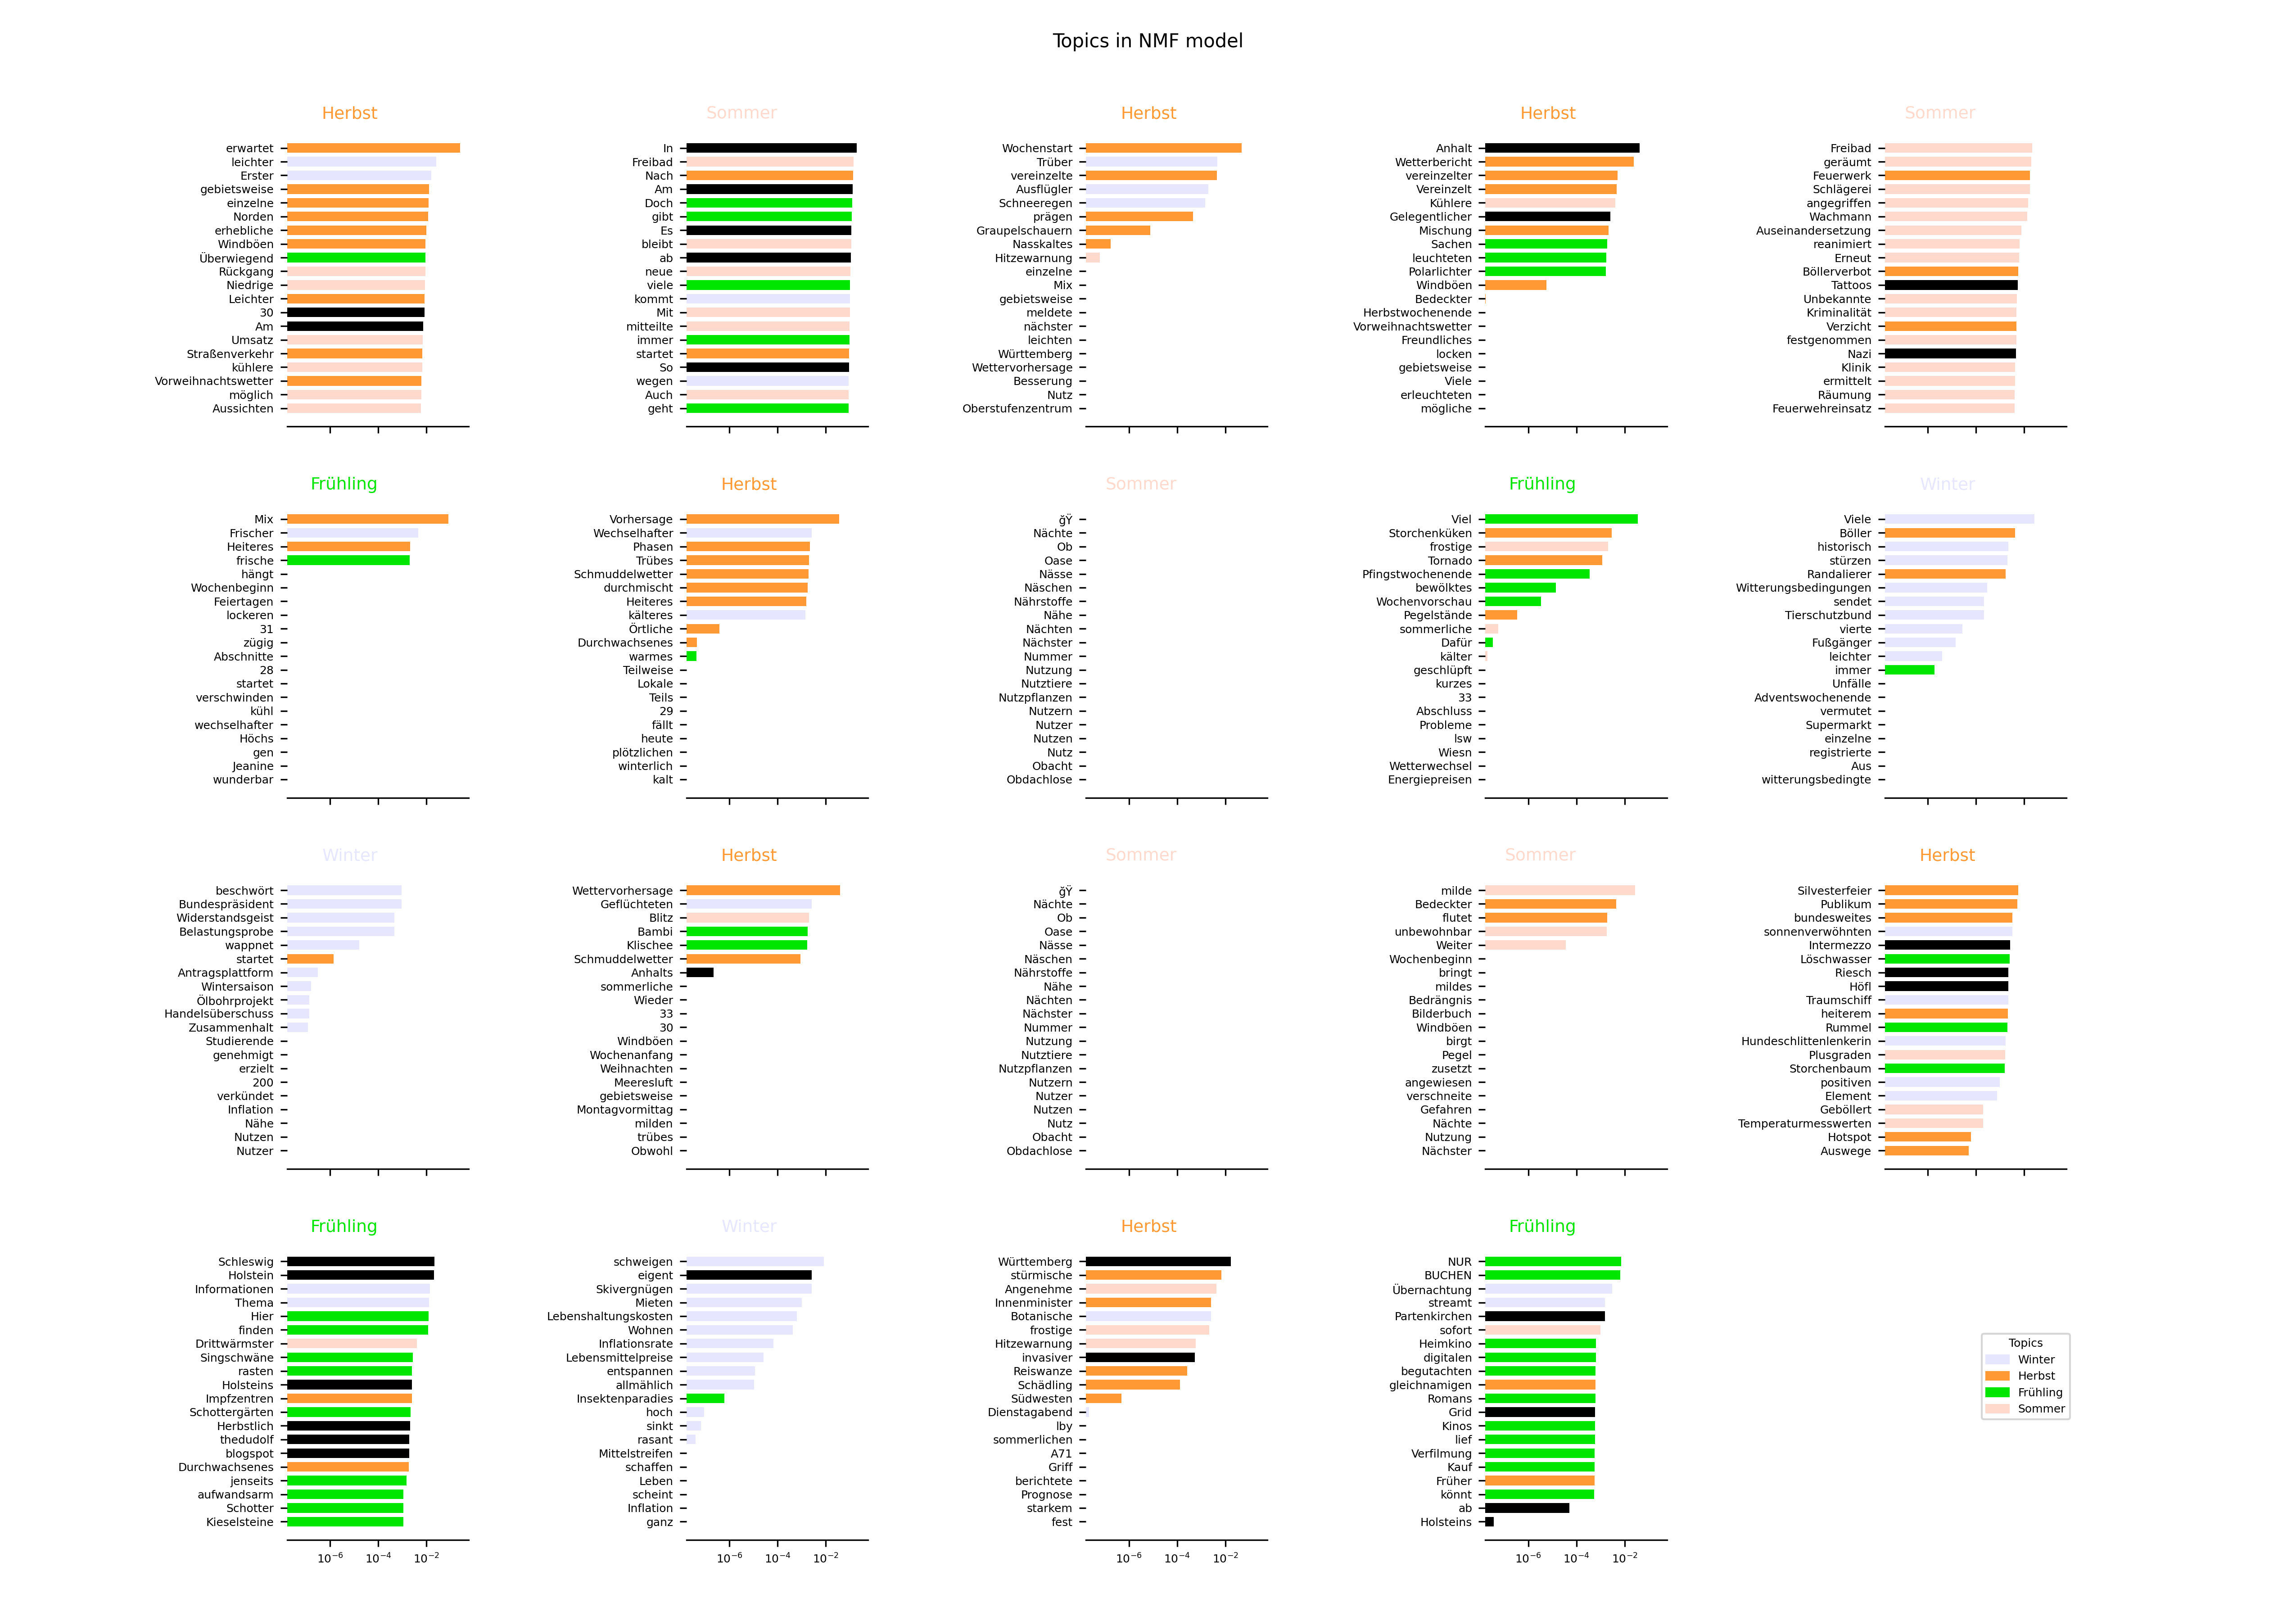 Topics in NMF model
Herbst
erwartet
leichter
Erster
gebietsweise
einzelne
Norden
erhebliche
Windböen
Überwiegend
Rückgang
Niedrige
Leichter
30
Am
Umsatz
Straßenverkehr
kühlere
Vorweihnachtswetter
möglich
Aussichten
Sommer
In
Freibad
Nach
Am
Doch
gibt
Es
bleibt
ab
neue
viele
kommt
Mit
mitteilte
immer
startet
So
wegen
Auch
geht
Herbst
Wochenstart
Trüber
vereinzelte
Ausflügler
Schneeregen
prägen
Graupelschauern
Nasskaltes
Hitzewarnung
einzelne
Mix
gebietsweise
meldete
nächster
leichten
Württemberg
Wettervorhersage
Besserung
Nutz
Oberstufenzentrum
Herbst
Anhalt
Wetterbericht
vereinzelter
Vereinzelt
Kühlere
Gelegentlicher
Mischung
Sachen
leuchteten
Polarlichter
Windböen
Bedeckter
Herbstwochenende
Vorweihnachtswetter
Freundliches
locken
gebietsweise
Viele
erleuchteten
mögliche
Sommer
Freibad
geräumt
Feuerwerk
Schlägerei
angegriffen
Wachmann
Auseinandersetzung
reanimiert
Erneut
Böllerverbot
Tattoos
Unbekannte
Kriminalität
Verzicht
festgenommen
Nazi
Klinik
ermittelt
Räumung
Feuerwehreinsatz
Frühling
Mix
Frischer
Heiteres
frische
hängt
Wochenbeginn
Feiertagen
lockeren
31
zügig
Abschnitte
28
startet
verschwinden
kühl
wechselhafter
Höchs
gen
Jeanine
wunderbar
Herbst
Vorhersage
Wechselhafter
Phasen
Trübes
Schmuddelwetter
durchmischt
Heiteres
kälteres
Örtliche
Durchwachsenes
warmes
Teilweise
Lokale
Teils
29
fällt
heute
plötzlichen
winterlich
kalt
Sommer
ğŸ
Nächte
Ob
Oase
Nässe
Näschen
Nährstoffe
Nähe
Nächten
Nächster
Nummer
Nutzung
Nutztiere
Nutzpflanzen
Nutzern
Nutzer
Nutzen
Nutz
Obacht
Obdachlose
Frühling
Viel
Storchenküken
frostige
Tornado
Pfingstwochenende
bewölktes
Wochenvorschau
Pegelstände
sommerliche
Dafür
kälter
geschlüpft
kurzes
33
Abschluss
Probleme
lsw
Wiesn
Wetterwechsel
Energiepreisen
Winter
Viele
Böller
historisch
stürzen
Randalierer
Witterungsbedingungen
sendet
Tierschutzbund
vierte
Fußgänger
leichter
immer
Unfälle
Adventswochenende
vermutet
Supermarkt
einzelne
registrierte
Aus
witterungsbedingte
Winter
beschwört
Bundespräsident
Widerstandsgeist
Belastungsprobe
wappnet
startet
Antragsplattform
Wintersaison
Ölbohrprojekt
Handelsüberschuss
Zusammenhalt
Studierende
genehmigt
erzielt
200
verkündet
Inflation
Nähe
Nutzen
Nutzer
Herbst
Wettervorhersage
Geflüchteten
Blitz
Bambi
Klischee
Schmuddelwetter
Anhalts
sommerliche
Wieder
33
30
Windböen
Wochenanfang
Weihnachten
Meeresluft
gebietsweise
Montagvormittag
milden
trübes
Obwohl
Sommer
ğŸ
Nächte
Ob
Oase
Nässe
Näschen
Nährstoffe
Nähe
Nächten
Nächster
Nummer
Nutzung
Nutztiere
Nutzpflanzen
Nutzern
Nutzer
Nutzen
Nutz
Obacht
Obdachlose
Sommer
milde
Bedeckter
flutet
unbewohnbar
Weiter
Wochenbeginn
bringt
mildes
Bedrängnis
Bilderbuch
Windböen
birgt
Pegel
zusetzt
angewiesen
verschneite
Gefahren
Nächte
Nutzung
Nächster
Herbst
Silvesterfeier
Publikum
bundesweites
sonnenverwöhnten
Intermezzo
Löschwasser
Riesch
Höfl
Traumschiff
heiterem
Rummel
Hundeschlittenlenkerin
Plusgraden
Storchenbaum
positiven
Element
Geböllert
Temperaturmesswerten
Hotspot
Auswege
Frühling
Schleswig
Holstein
Informationen
Thema
Hier
finden
Drittwärmster
Singschwäne
rasten
Holsteins
Impfzentren
Schottergärten
Herbstlich
thedudolf
blogspot
Durchwachsenes
jenseits
aufwandsarm
Schotter
Kieselsteine
10⁻⁶ 10⁻⁴ 10⁻²
Winter
schweigen
eigent
Skivergnügen
Mieten
Lebenshaltungskosten
Wohnen
Inflationsrate
Lebensmittelpreise
entspannen
allmählich
Insektenparadies
hoch
sinkt
rasant
Mittelstreifen
schaffen
Leben
scheint
Inflation
ganz
10⁻⁶ 10⁻⁴ 10⁻²
Herbst
Württemberg
stürmische
Angenehme
Innenminister
Botanische
frostige
Hitzewarnung
invasiver
Reiswanze
Schädling
Südwesten
Dienstagabend
lby
sommerlichen
A71
Griff
berichtete
Prognose
starkem
fest
10⁻⁶ 10⁻⁴ 10⁻²
Frühling
NUR
BUCHEN
Übernachtung
streamt
Partenkirchen
sofort
Heimkino
digitalen
begutachten
gleichnamigen
Romans
Grid
Kinos
lief
Verfilmung
Kauf
Früher
könnt
ab
Holsteins
10⁻⁶ 10⁻⁴ 10⁻²
Topics
Winter
Herbst
Frühling
Sommer